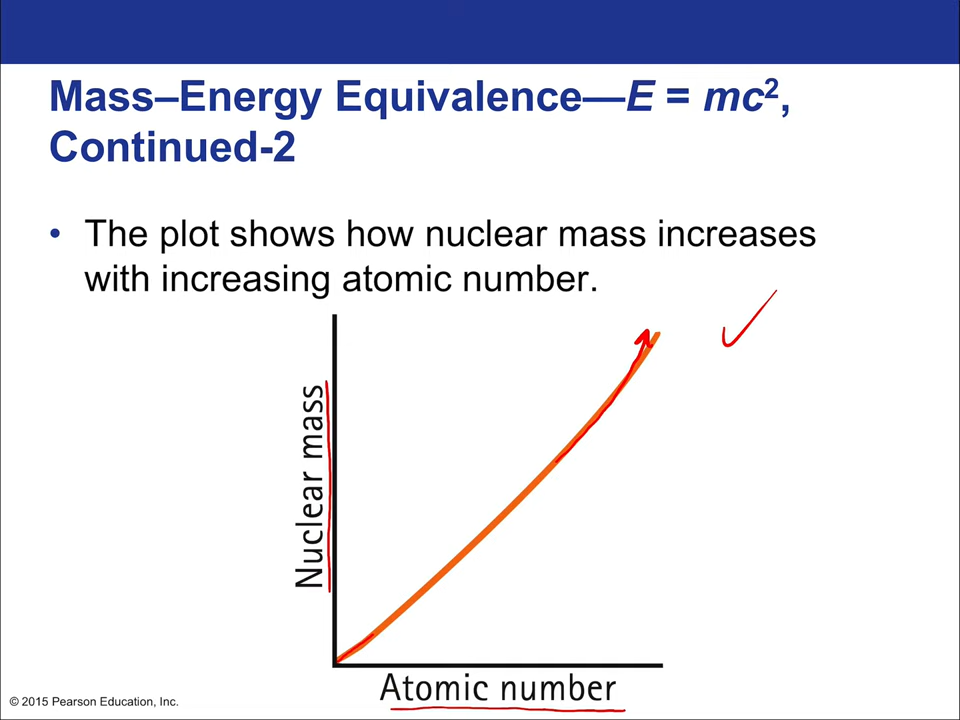 Mass–Energy Equivalence—E = mc²,
Continued-2
• The plot shows how nuclear mass increases
with increasing atomic number.
Nuclear mass
Atomic number
© 2015 Pearson Education, Inc.